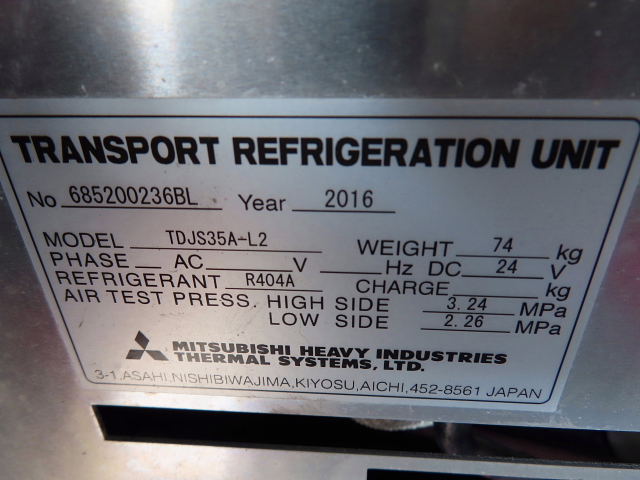 TRANSPORT REFRIGERATION UNIT
No 685200236BL Year 2016
MODEL TDJS35A-L2 WEIGHT 74 kg
PHASE AC V Hz DC 24 V
REFRIGERANT R404A CHARGE kg
AIR TEST PRESS. HIGH SIDE 3.24 MPa
LOW SIDE 2.26 MPa
MITSUBISHI HEAVY INDUSTRIES
THERMAL SYSTEMS, LTD.
3-1, ASAHI, NISHIBIWAJIMA, KIYOSU, AICHI, 452-8561 JAPAN